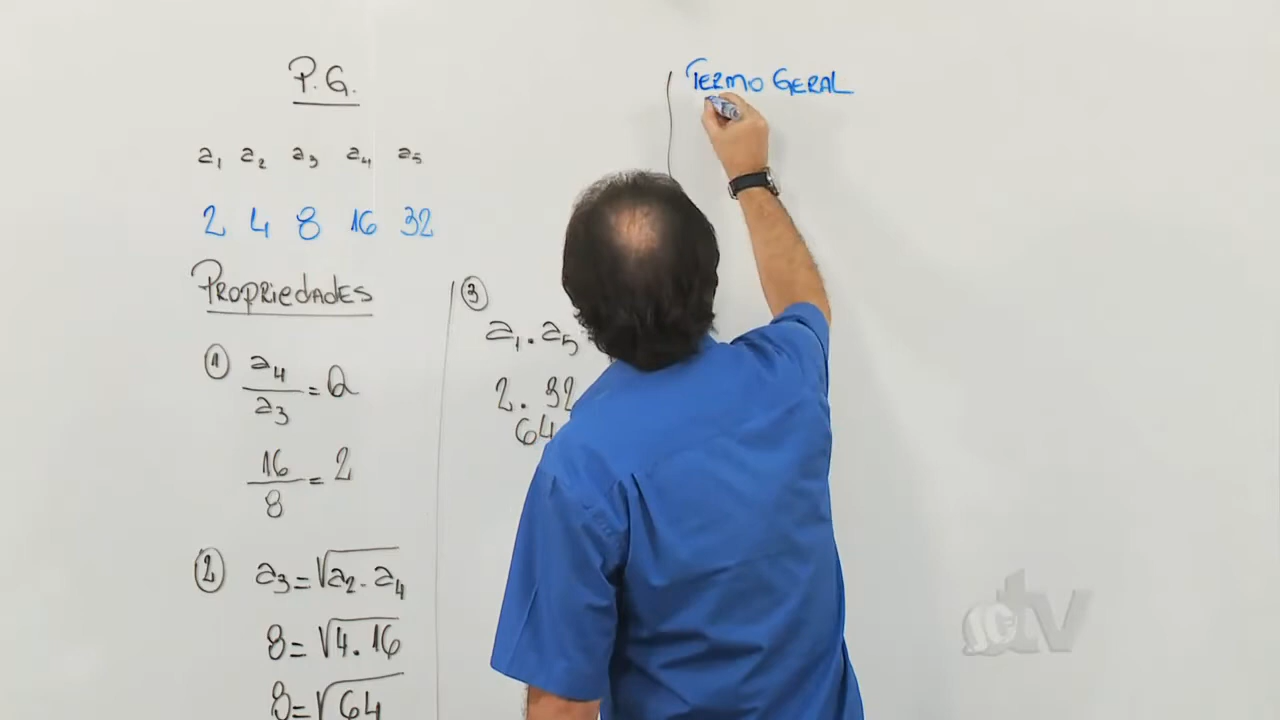 P.G.
a₁ a₂ a₃ a₄ a₅
2 4 8 16 32
PROPRIEDADES
① a₄/a₃ = Q
16/8 = 2
② a₃ = √a₂ . a₄
8 = √4 . 16
8 = √64
③
a₁ . a₅
2 . 32
64
TERMO GERAL
tv